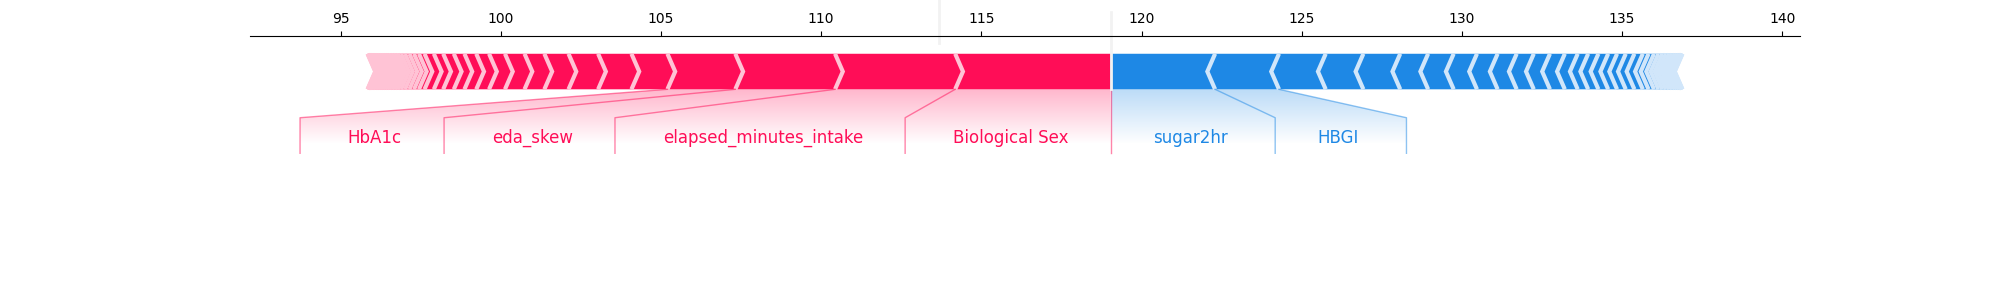 95 100 105 110 115 120 125 130 135 140
HbA1c eda_skew elapsed_minutes_intake Biological Sex sugar2hr HBGI